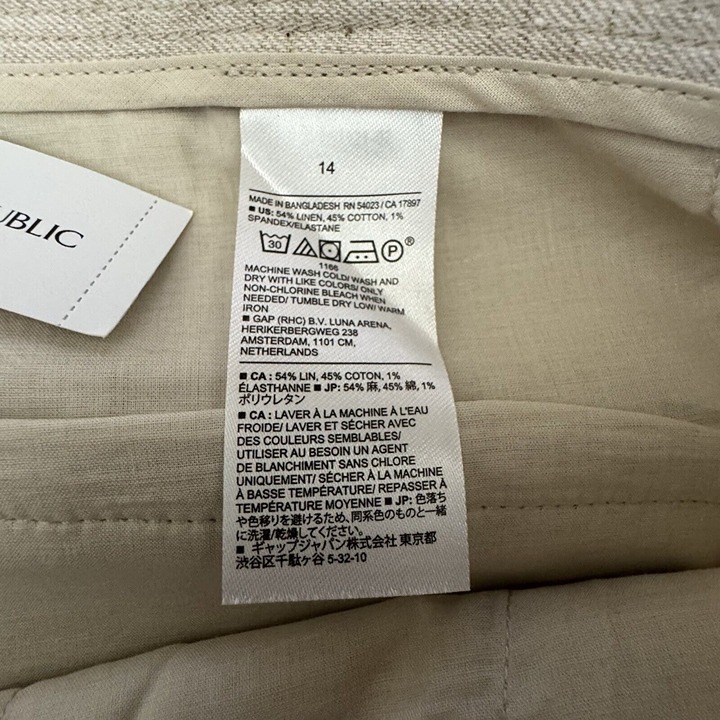 UBLIC
14
MADE IN BANGLADESH RN 54023 / CA 17897
■ US: 54% LINEN, 45% COTTON, 1%
SPANDEX/ELASTANE
30 P®
1166
MACHINE WASH COLD/ WASH AND
DRY WITH LIKE COLORS/ ONLY
NON-CHLORINE BLEACH WHEN
NEEDED/ TUMBLE DRY LOW/ WARM
IRON
■ GAP (RHC) B.V. LUNA ARENA,
HERIKERBERGWEG 238
AMSTERDAM, 1101 CM,
NETHERLANDS
■ CA : 54% LIN, 45% COTON, 1%
ÉLASTHANNE ■ JP: 54% 麻, 45% 綿, 1%
ポリウレタン
■ CA : LAVER À LA MACHINE À L'EAU
FROIDE/ LAVER ET SÉCHER AVEC
DES COULEURS SEMBLABLES/
UTILISER AU BESOIN UN AGENT
DE BLANCHIMENT SANS CHLORE
UNIQUEMENT/ SÉCHER À LA MACHINE
À BASSE TEMPÉRATURE/ REPASSER À
TEMPÉRATURE MOYENNE ■ JP: 色落ち
や色移りを避けるため、同系色のものと一緒
に洗濯/乾燥してください。
■ ギャップジャパン株式会社 東京都
渋谷区千駄ヶ谷 5-32-10